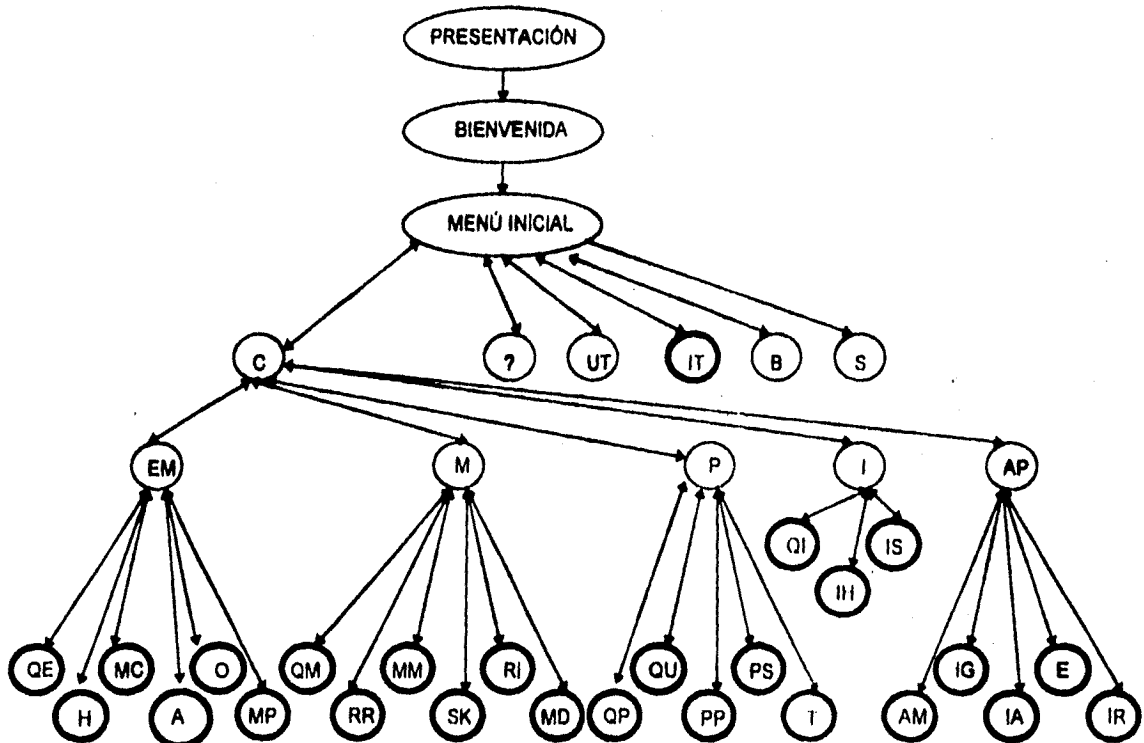 PRESENTACIÓN
BIENVENIDA
MENÚ INICIAL
C
?
UT
IT
B
S
EM
M
P
I
AP
QI
IS
IH
QE
MC
O
QM
MM
RI
QU
PS
IG
E
H
A
MP
RR
SK
MD
QP
PP
T
AM
IA
IR